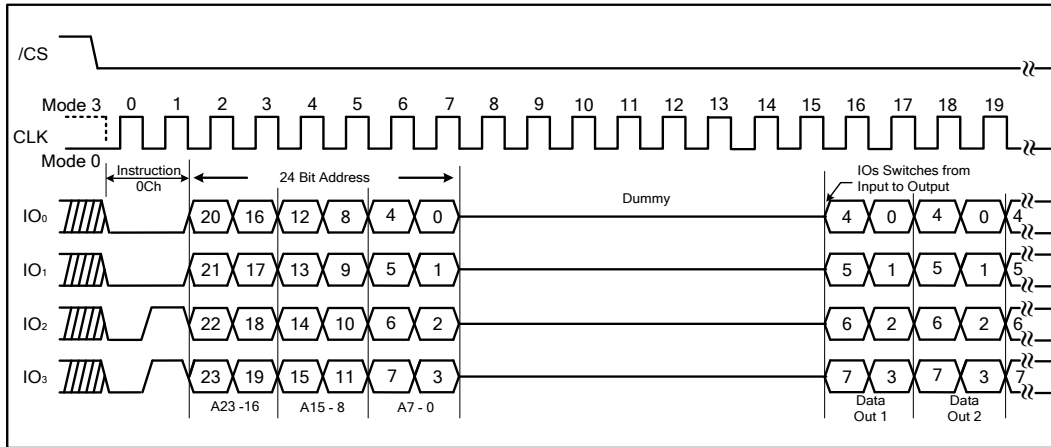 /CS
Mode 3 0 1 2 3 4 5 6 7 8 9 10 11 12 13 14 15 16 17 18 19
CLK
Mode 0
Instruction
0Ch
24 Bit Address
Dummy
IOs Switches from
Input to Output
IO0 20 16 12 8 4 0 4 0 4 0 4
IO1 21 17 13 9 5 1 5 1 5 1 5
IO2 22 18 14 10 6 2 6 2 6 2 6
IO3 23 19 15 11 7 3 7 3 7 3 7
A23 -16 A15 - 8 A7 - 0
Data
Out 1
Data
Out 2